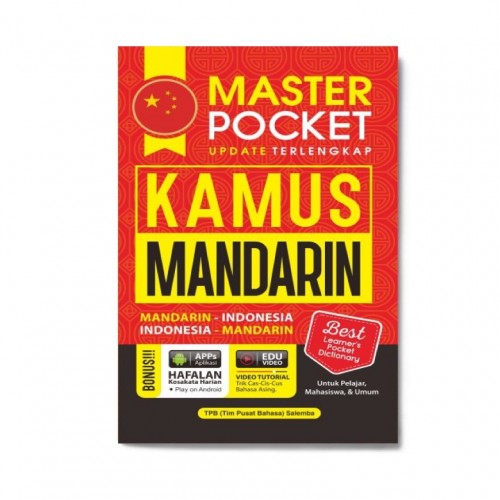 MASTER
POCKET
UPDATE TERLENGKAP
KAMUS
MANDARIN
MANDARIN - INDONESIA
INDONESIA - MANDARIN
Best
Learner's
Pocket
Dictionary
BONUS!!!
APPs
Aplikasi
HAFALAN
Kosakata Harian
• Play on Android
EDU
VIDEO
VIDEO TUTORIAL
Trik Cas-Cis-Cus
Bahasa Asing.
Untuk Pelajar,
Mahasiswa, & Umum
TPB (Tim Pusat Bahasa) Salemba